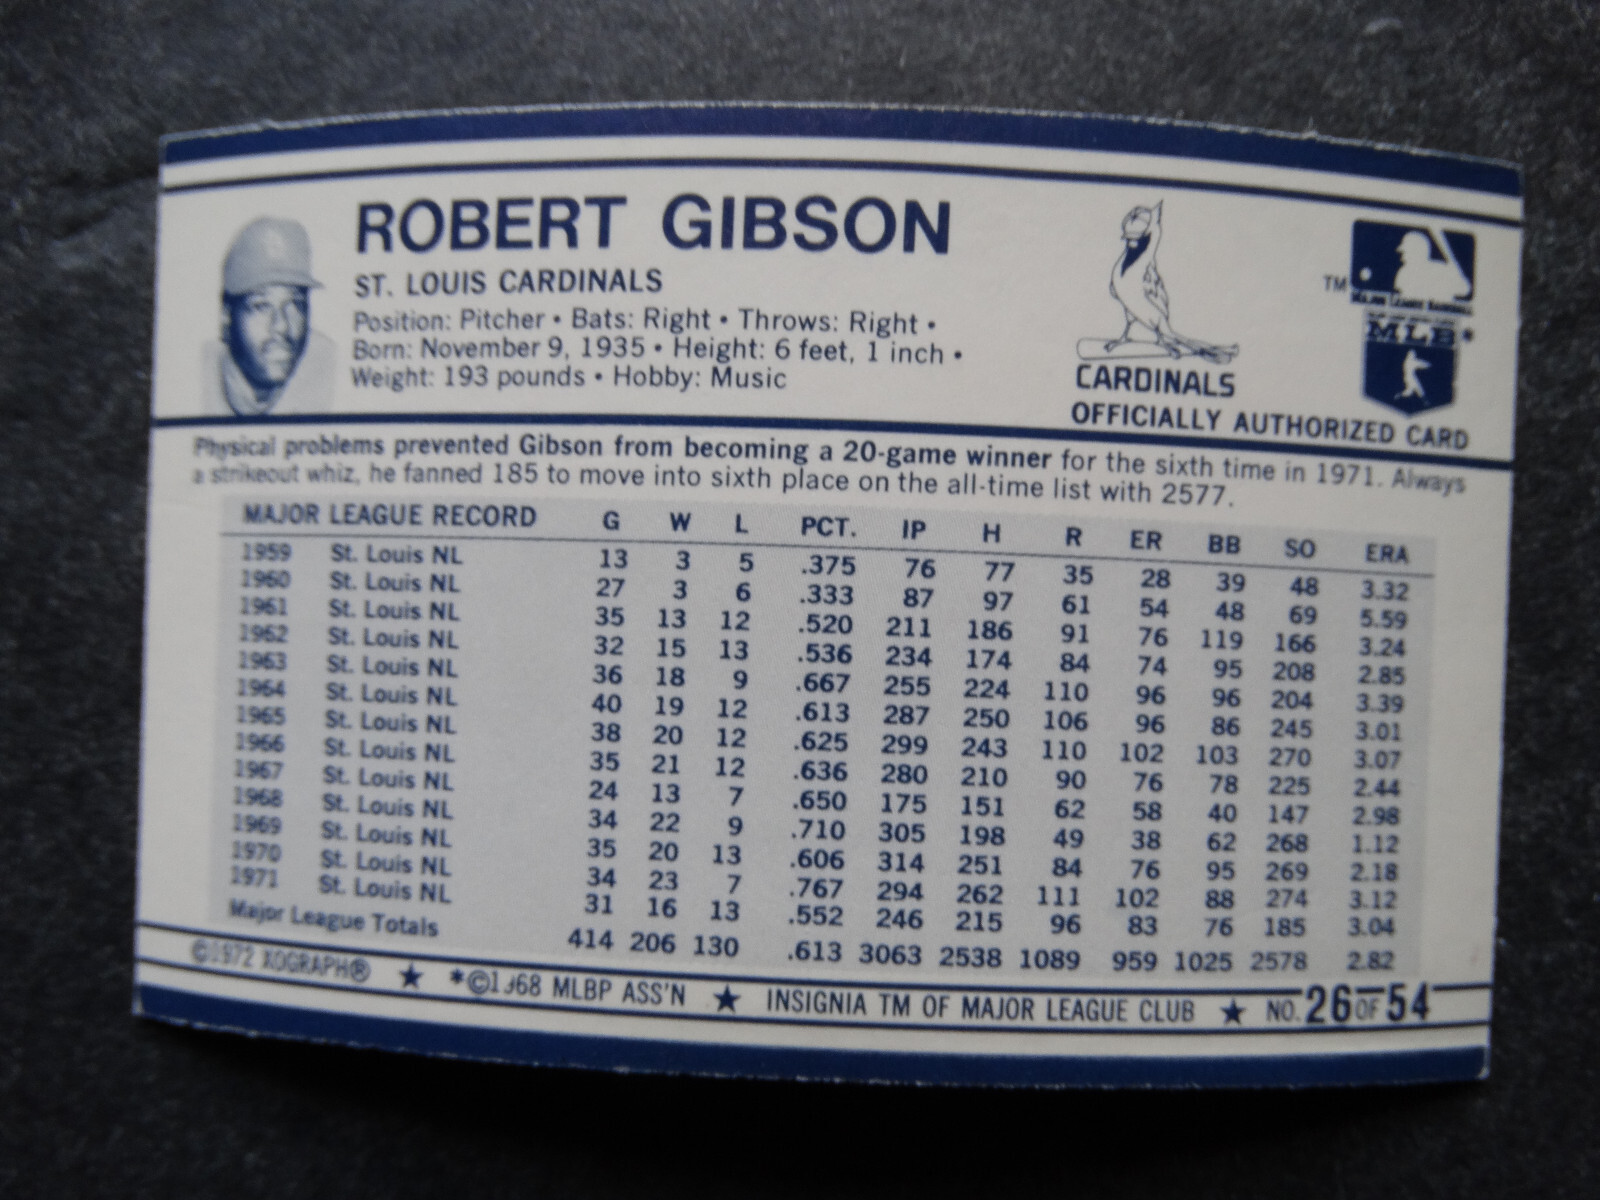 ROBERT GIBSON
ST. LOUIS CARDINALS
Position: Pitcher • Bats: Right • Throws: Right •
Born: November 9, 1935 • Height: 6 feet, 1 inch •
Weight: 193 pounds • Hobby: Music
CARDINALS
TM
MAJOR LEAGUE BASEBALL
MLB*
OFFICIALLY AUTHORIZED CARD
Physical problems prevented Gibson from becoming a 20-game winner for the sixth time in 1971. Always
a strikeout whiz, he fanned 185 to move into sixth place on the all-time list with 2577.
MAJOR LEAGUE RECORD G W L PCT. IP H R ER BB SO ERA
1959 St. Louis NL 13 3 5 .375 76 77 35 28 39 48 3.32
1960 St. Louis NL 27 3 6 .333 87 97 61 54 48 69 5.59
1961 St. Louis NL 35 13 12 .520 211 186 91 76 119 166 3.24
1962 St. Louis NL 32 15 13 .536 234 174 84 74 95 208 2.85
1963 St. Louis NL 36 18 9 .667 255 224 110 96 96 204 3.39
1964 St. Louis NL 40 19 12 .613 287 250 106 96 86 245 3.01
1965 St. Louis NL 38 20 12 .625 299 243 110 102 103 270 3.07
1966 St. Louis NL 35 21 12 .636 280 210 90 76 78 225 2.44
1967 St. Louis NL 24 13 7 .650 175 151 62 58 40 147 2.98
1968 St. Louis NL 34 22 9 .710 305 198 49 38 62 268 1.12
1969 St. Louis NL 35 20 13 .606 314 251 84 76 95 269 2.18
1970 St. Louis NL 34 23 7 .767 294 262 111 102 88 274 3.12
1971 St. Louis NL 31 16 13 .552 246 215 96 83 76 185 3.04
Major League Totals 414 206 130 .613 3063 2538 1089 959 1025 2578 2.82
©1972 XOGRAPH® ★ *©1968 MLBP ASS'N ★ INSIGNIA TM OF MAJOR LEAGUE CLUB ★ NO. 26 OF 54